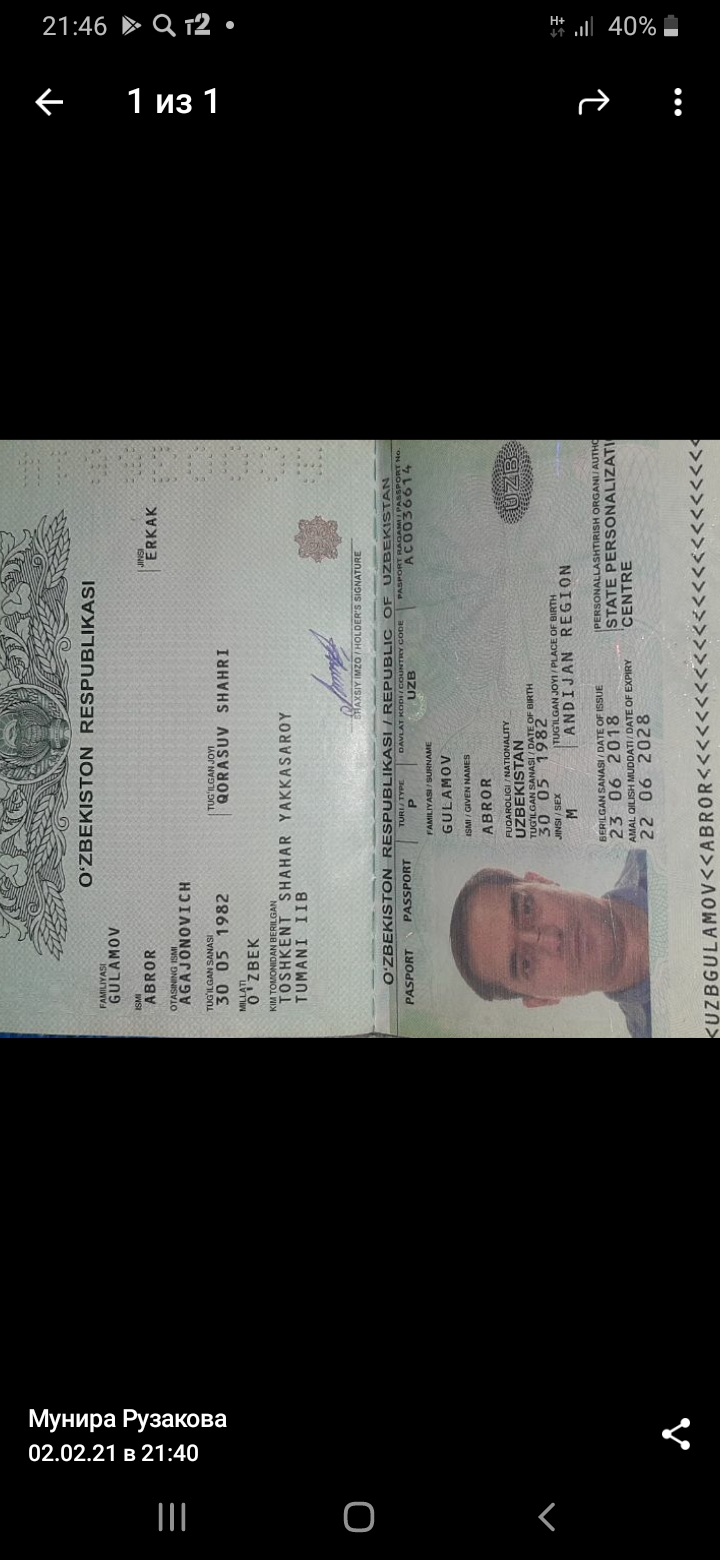 21:46
H+
40%
1 из 1
O'ZBEKISTON RESPUBLIKASI
FAMILIYASI
GULAMOV
ISMI
ABROR
JINSI
ERKAK
OTASINING ISMI
AGAJONOVICH
TUG'ILGAN SANASI
30 05 1982
TUG'ILGAN JOYI
QORASUV SHAHRI
MILLATI
O'ZBEK
KIM TOMONIDAN BERILGAN
TOSHKENT SHAHAR YAKKASAROY
TUMANI IIB
SHAXSIY IMZO / HOLDER'S SIGNATURE
O'ZBEKISTON RESPUBLIKASI / REPUBLIC OF UZBEKISTAN
PASPORT PASSPORT
TURI / TYPE
P
DAVLAT KODI / COUNTRY CODE
UZB
PASPORT RAQAMI / PASSPORT No.
AC0036614
FAMILIYASI / SURNAME
GULAMOV
ISMI / GIVEN NAMES
ABROR
UZB
FUQAROLIGI / NATIONALITY
UZBEKISTAN
TUG'ILGAN SANASI / DATE OF BIRTH
30 05 1982
JINSI / SEX
M
TUG'ILGAN JOYI / PLACE OF BIRTH
ANDIJAN REGION
BERILGAN SANASI / DATE OF ISSUE
23 06 2018
PERSONALLASHTIRISH ORGANI / AUTHO
STATE PERSONALIZATI
CENTRE
AMAL QILISH MUDDATI / DATE OF EXPIRY
22 06 2028
<UZBGULAMOV<<ABROR<<<<<<<<<<<<<<<<<<<<<
Мунира Рузакова
02.02.21 в 21:40